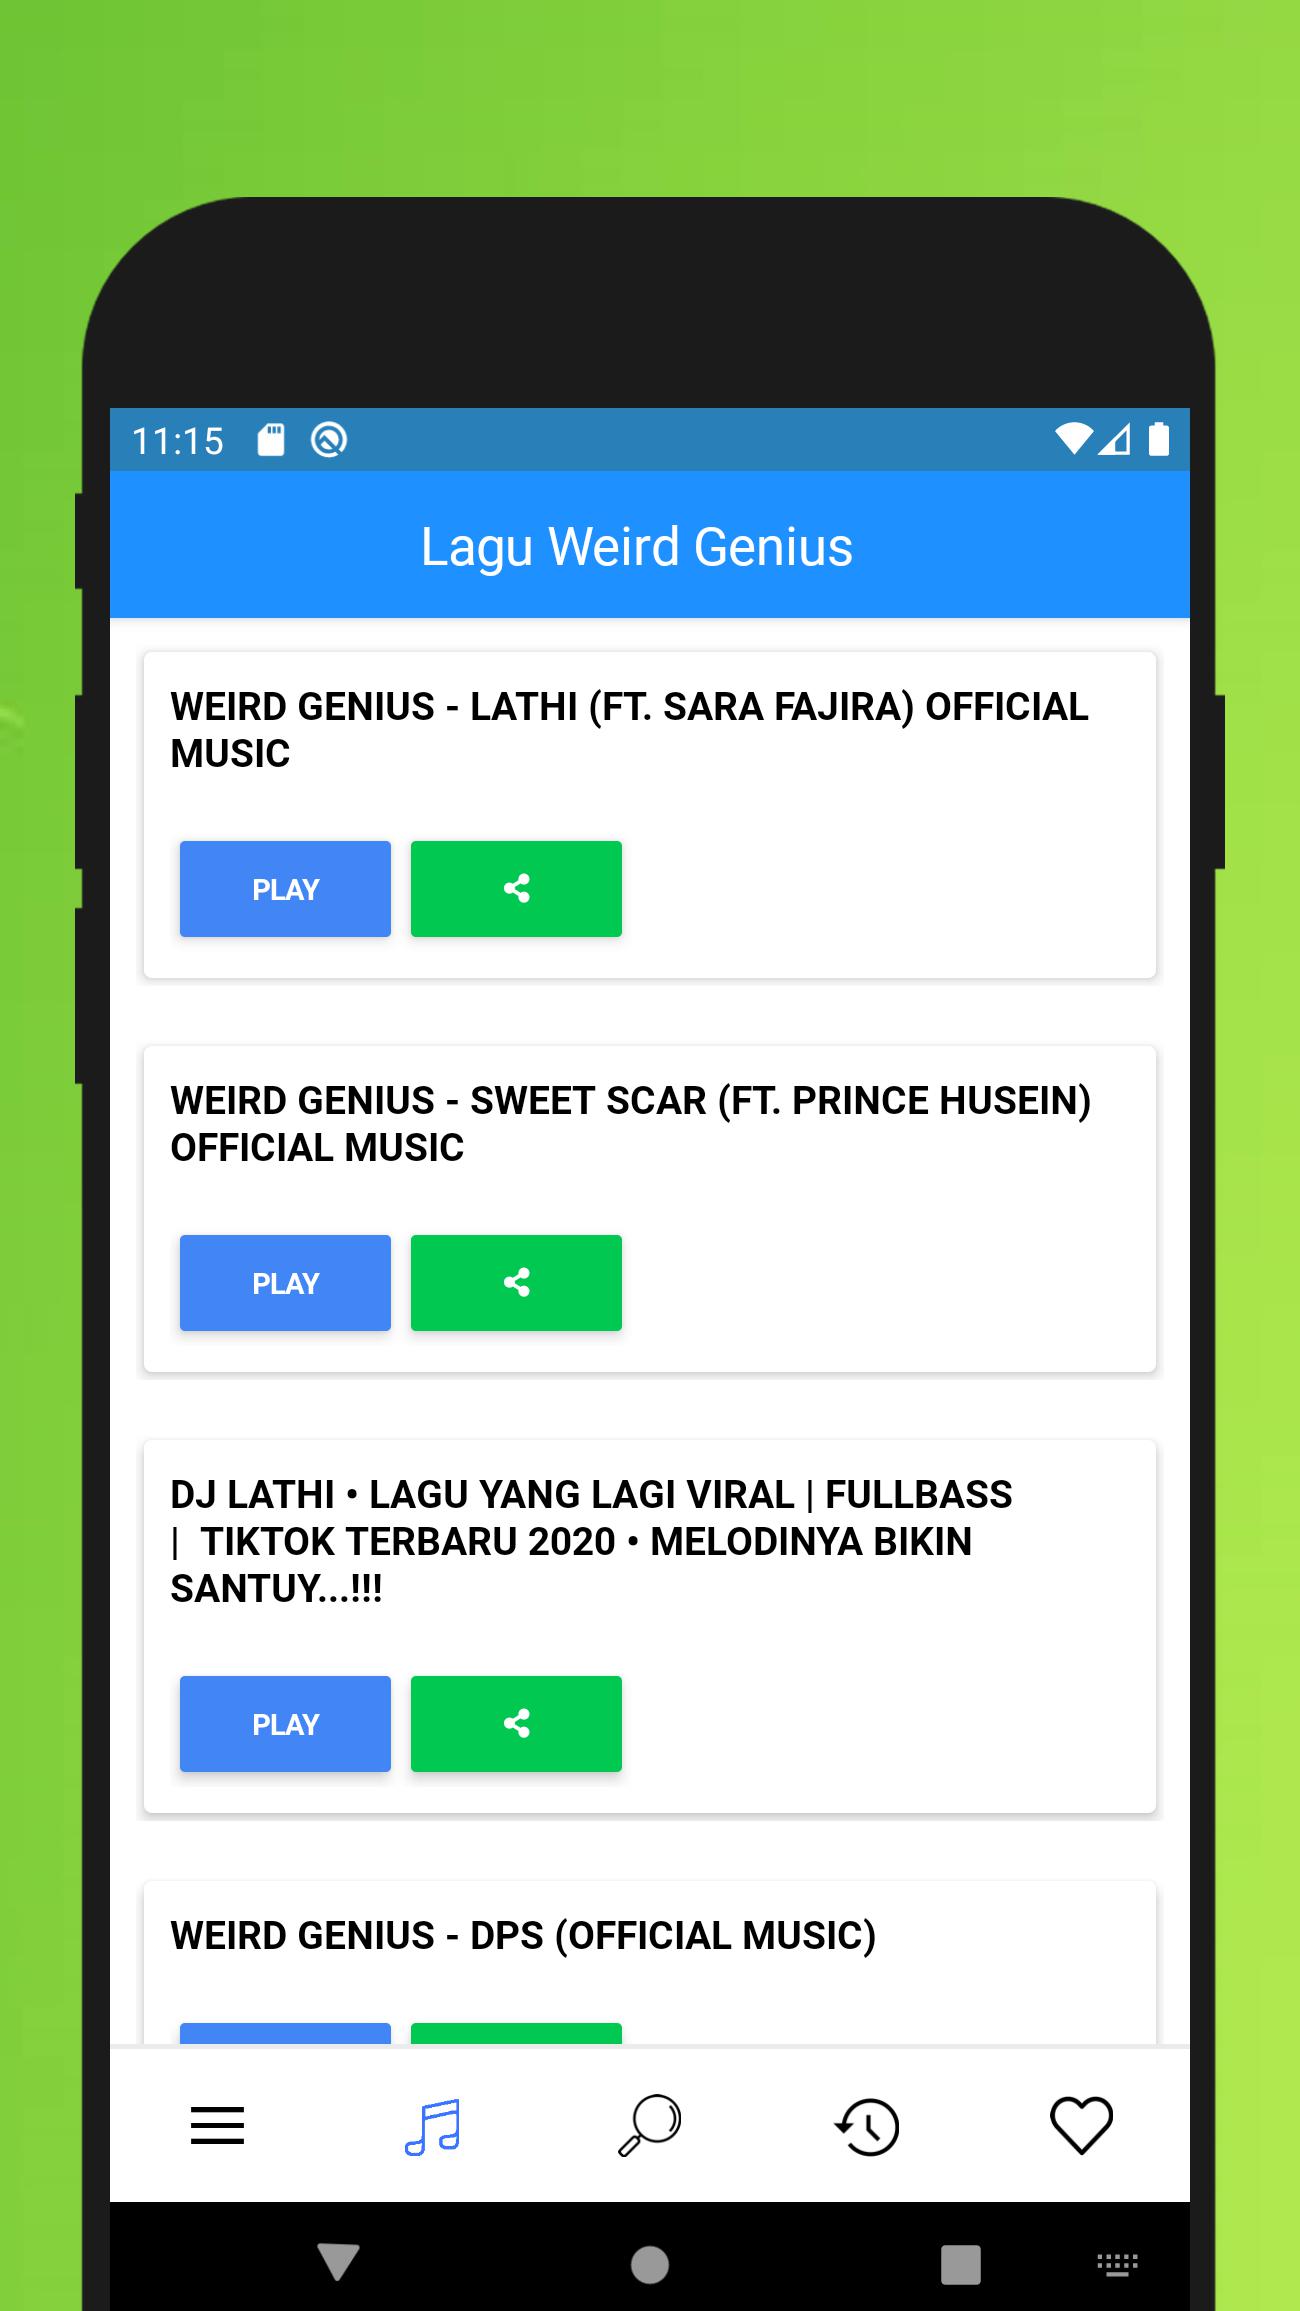 11:15
Lagu Weird Genius
WEIRD GENIUS - LATHI (FT. SARA FAJIRA) OFFICIAL
MUSIC
PLAY
WEIRD GENIUS - SWEET SCAR (FT. PRINCE HUSEIN)
OFFICIAL MUSIC
PLAY
DJ LATHI • LAGU YANG LAGI VIRAL | FULLBASS
| TIKTOK TERBARU 2020 • MELODINYA BIKIN
SANTUY...!!!
PLAY
WEIRD GENIUS - DPS (OFFICIAL MUSIC)